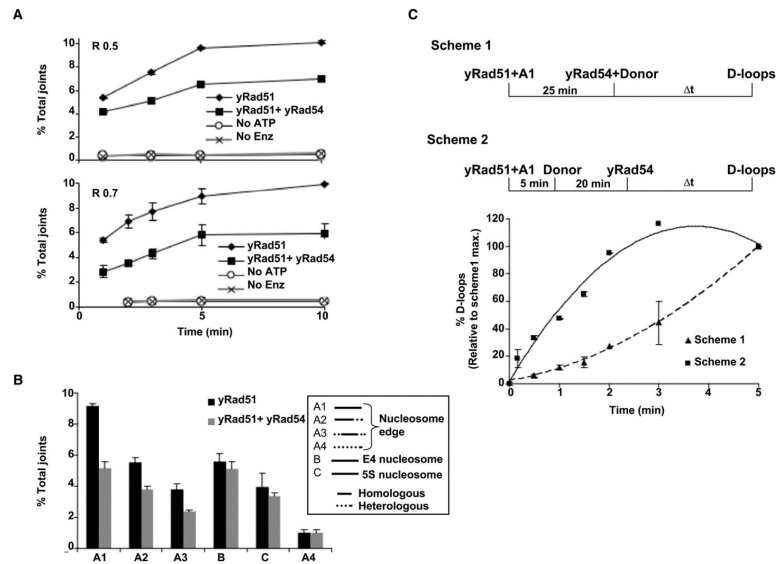 A
R 0.5
% Total joints
10
8
6
4
2
0
yRad51
yRad51+ yRad54
No ATP
No Enz
R 0.7
% Total joints
10
8
6
4
2
0
yRad51
yRad51+ yRad54
No ATP
No Enz
0
5
10
Time (min)
B
% Total joints
10
8
6
4
2
0
yRad51
yRad51+ yRad54
A1 A2 A3 B C A4
A1
A2
A3
A4
Nucleosome edge
B E4 nucleosome
C 5S nucleosome
Homologous
Heterologous
C
Scheme 1
yRad51+A1 yRad54+Donor D-loops
25 min Δt
Scheme 2
yRad51+A1 Donor yRad54 D-loops
5 min 20 min Δt
% D-loops
(Relative to scheme1 max.)
120
100
80
60
40
20
0
Scheme 1
Scheme 2
0 1 2 3 5
Time (min)